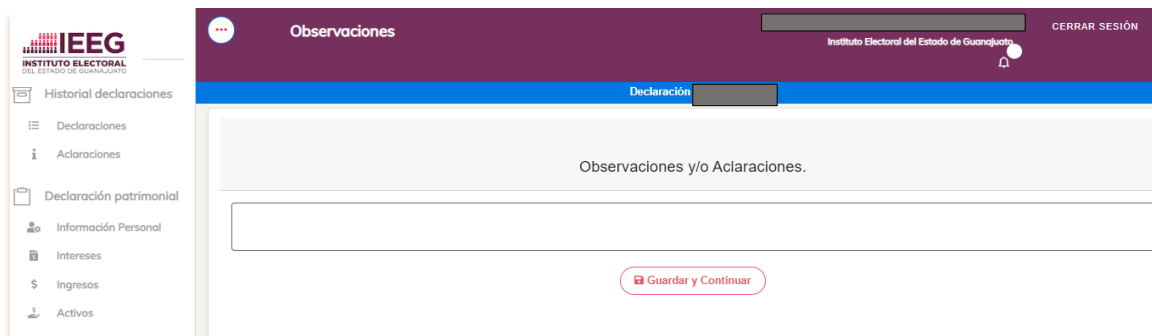 IEEG
INSTITUTO ELECTORAL
DEL ESTADO DE GUANAJUATO
Observaciones
Instituto Electoral del Estado de Guanajuato
CERRAR SESIÓN
Declaración
Historial declaraciones
Declaraciones
Aclaraciones
Declaración patrimonial
Información Personal
Intereses
Ingresos
Activos
Observaciones y/o Aclaraciones.
Guardar y Continuar